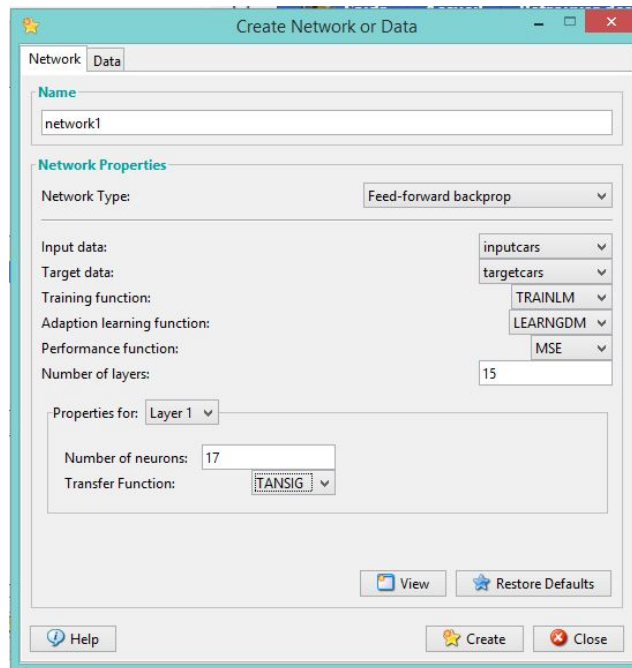 Create Network or Data
Network Data
Name
network1
Network Properties
Network Type: Feed-forward backprop
Input data: inputcars
Target data: targetcars
Training function: TRAINLM
Adaption learning function: LEARNGDM
Performance function: MSE
Number of layers: 15
Properties for: Layer 1
Number of neurons: 17
Transfer Function: TANSIG
View Restore Defaults
Help Create Close